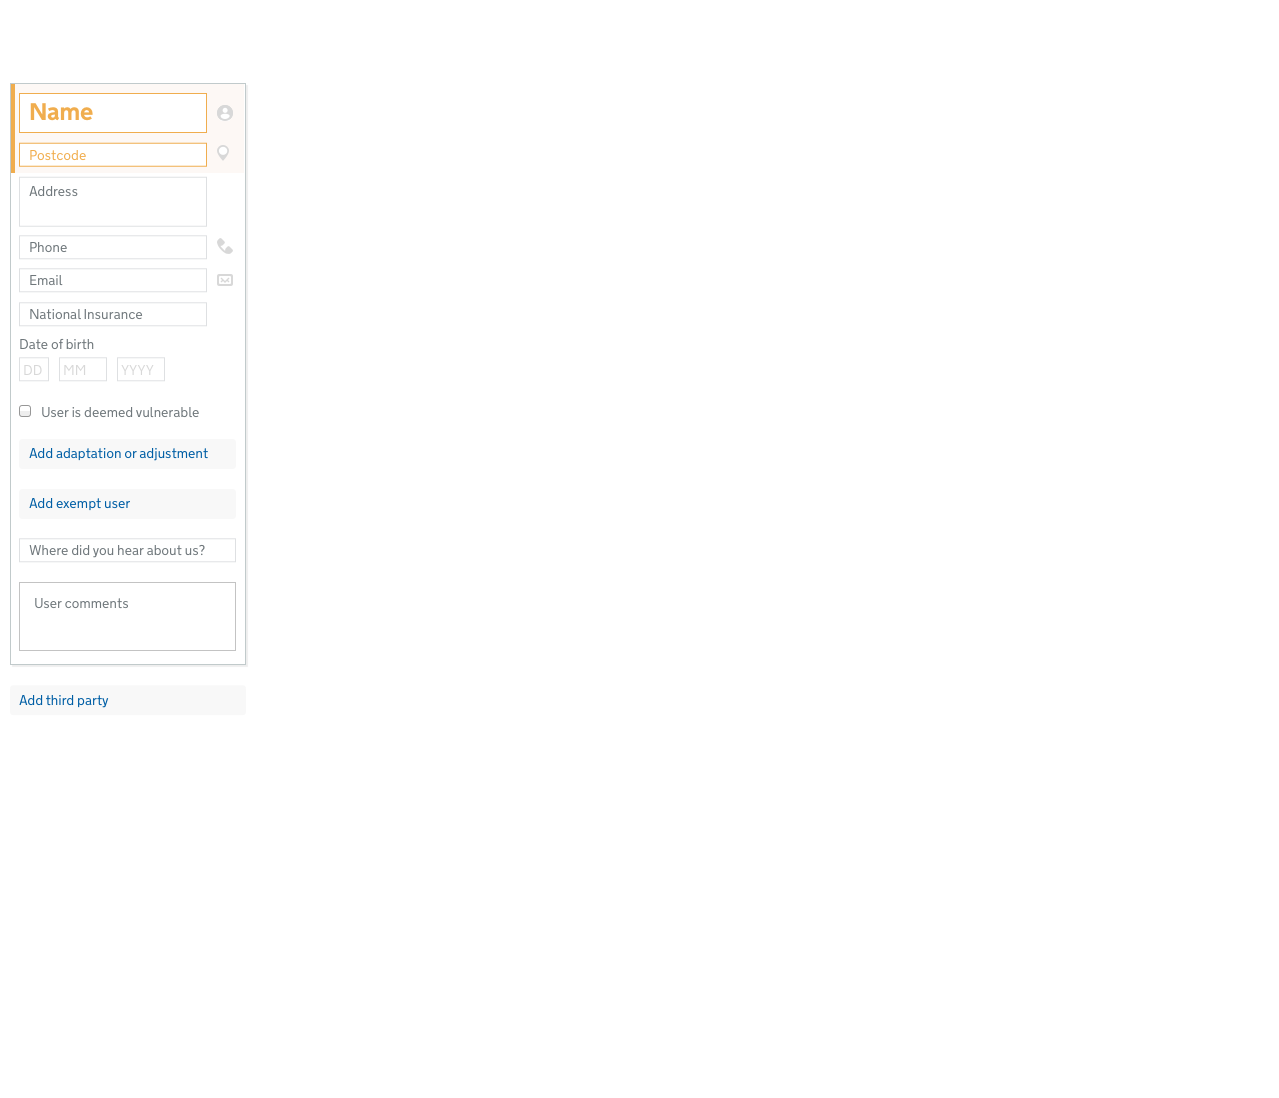 Name
Postcode
Address
Phone
Email
National Insurance
Date of birth
DD MM YYYY
User is deemed vulnerable
Add adaptation or adjustment
Add exempt user
Where did you hear about us?
User comments
Add third party